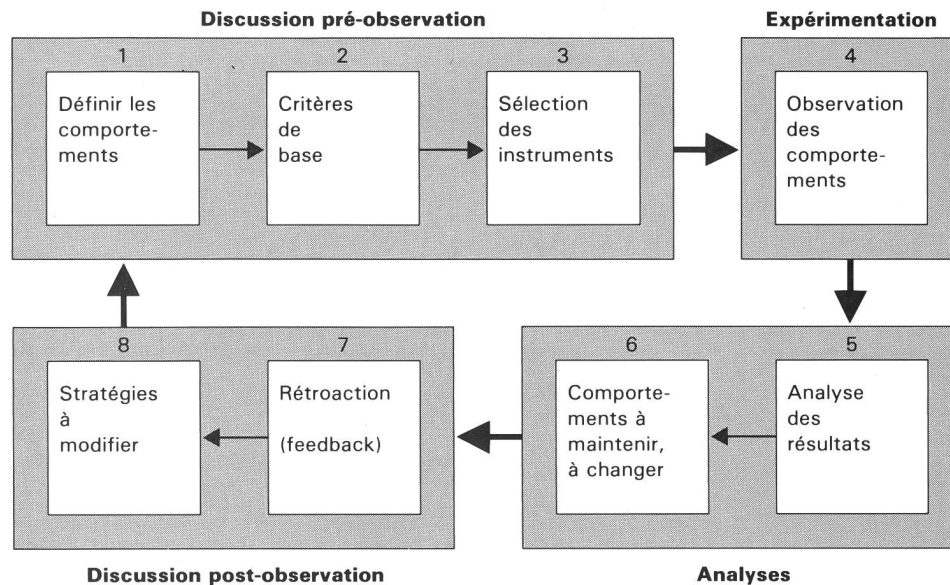 Discussion pré-observation
Expérimentation
1
Définir les
comporte-
ments
2
Critères
de
base
3
Sélection
des
instruments
4
Observation
des
comporte-
ments
8
Stratégies
à
modifier
7
Rétroaction
(feedback)
6
Comporte-
ments à
maintenir,
à changer
5
Analyse
des
résultats
Discussion post-observation
Analyses